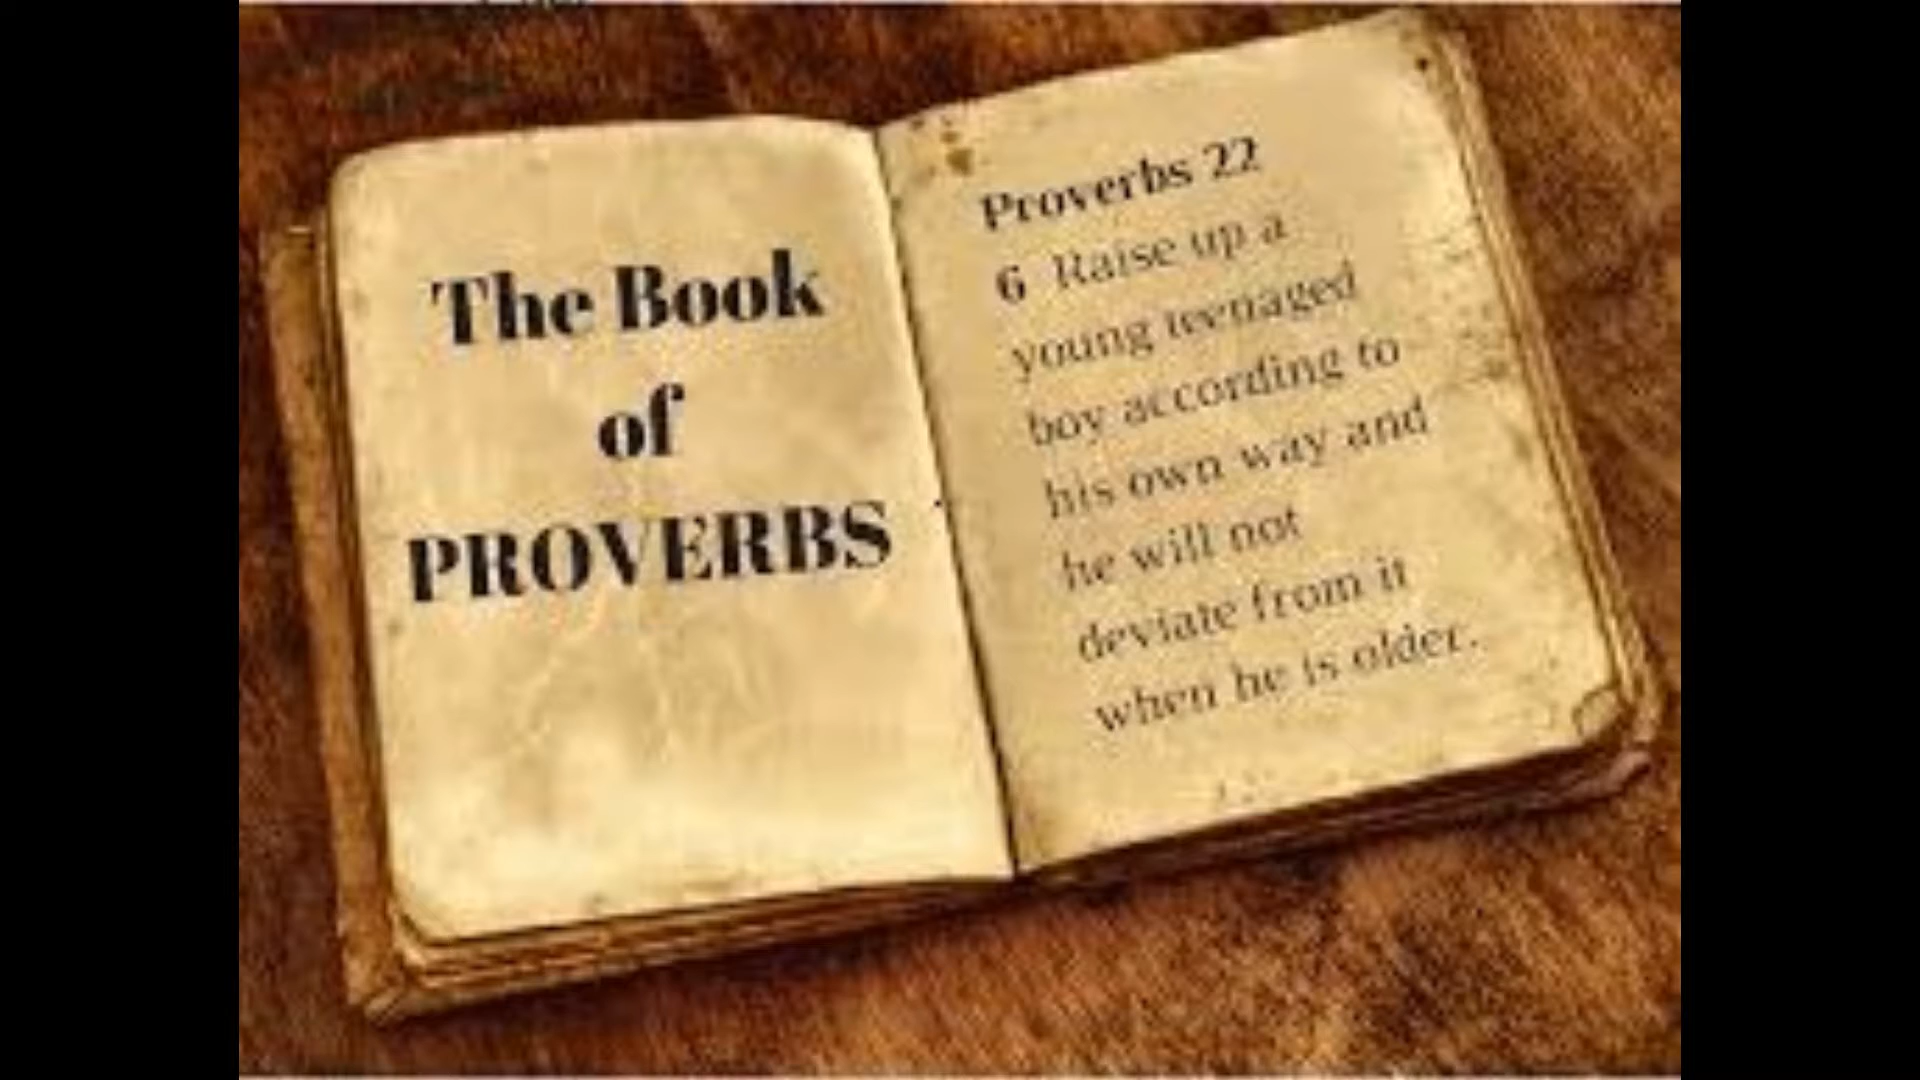 The Book
of
PROVERBS
Proverbs 22
6 Raise up a
young teenaged
boy according to
his own way and
he will not
deviate from it
when he is older.